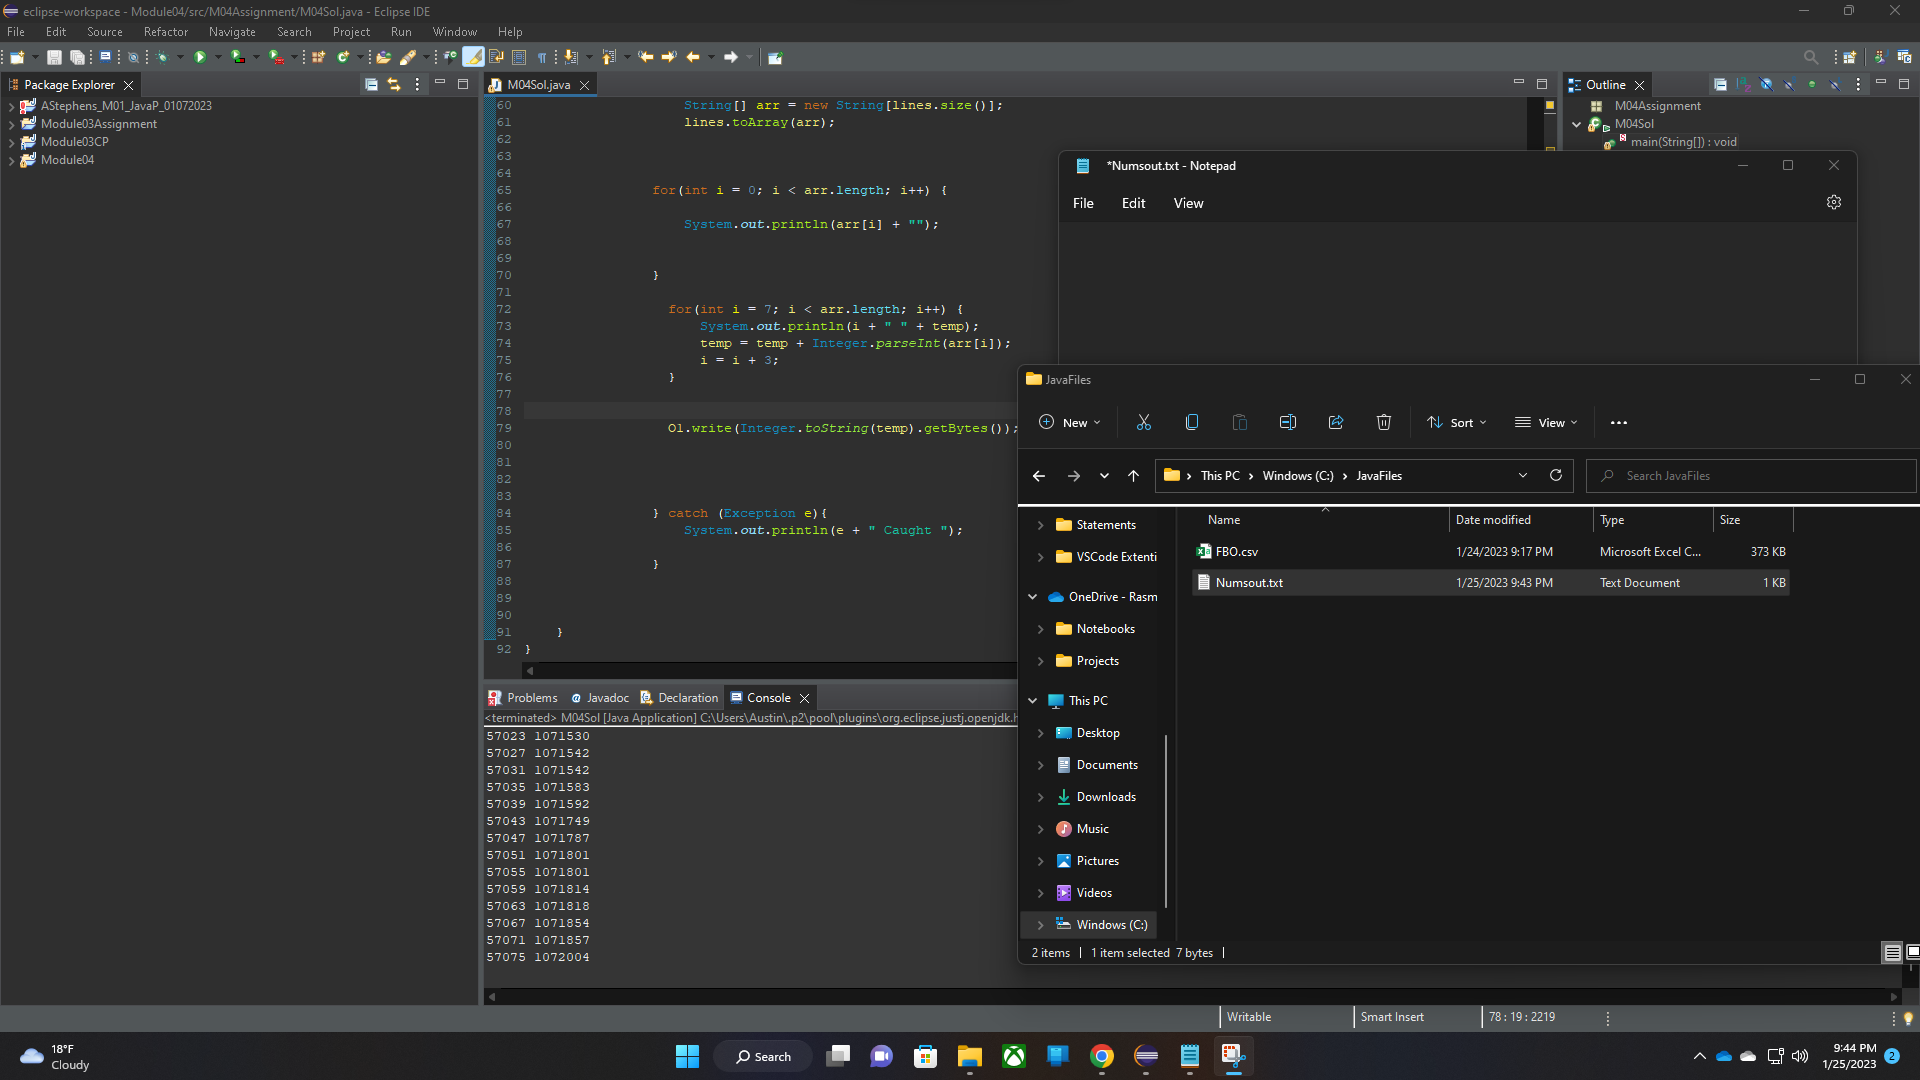 eclipse-workspace - Module04/src/M04Assignment/M04Sol.java - Eclipse IDE
File Edit Source Refactor Navigate Search Project Run Window Help
Package Explorer
AStephens_M01_JavaP_01072023
Module03Assignment
Module03CP
Module04
M04Sol.java
60 String[] arr = new String[lines.size()];
61 lines.toArray(arr);
62
63
64
65 for(int i = 0; i < arr.length; i++) {
66
67 System.out.println(arr[i] + "");
68
69
70 }
71
72 for(int i = 7; i < arr.length; i++) {
73 System.out.println(i + " " + temp);
74 temp = temp + Integer.parseInt(arr[i]);
75 i = i + 3;
76 }
77
78
79 O1.write(Integer.toString(temp).getBytes());
80
81
82
83
84 } catch (Exception e){
85 System.out.println(e + " Caught ");
86
87 }
88
89
90
91 }
92 }
Outline
M04Assignment
M04Sol
main(String[]) : void
*Numsout.txt - Notepad
File Edit View
JavaFiles
New Sort View
This PC > Windows (C:) > JavaFiles
Search JavaFiles
Statements
VSCode Extenti
OneDrive - Rasm
Notebooks
Projects
This PC
Desktop
Documents
Downloads
Music
Pictures
Videos
Windows (C:)
Name Date modified Type Size
FBO.csv 1/24/2023 9:17 PM Microsoft Excel C... 373 KB
Numsout.txt 1/25/2023 9:43 PM Text Document 1 KB
2 items 1 item selected 7 bytes
Problems Javadoc Declaration Console
<terminated> M04Sol [Java Application] C:\Users\Austin\.p2\pool\plugins\org.eclipse.justj.openjdk.h
57023 1071530
57027 1071542
57031 1071542
57035 1071583
57039 1071592
57043 1071749
57047 1071787
57051 1071801
57055 1071801
57059 1071814
57063 1071818
57067 1071854
57071 1071857
57075 1072004
Writable Smart Insert 78 : 19 : 2219
18°F
Cloudy
Search
9:44 PM
1/25/2023
2